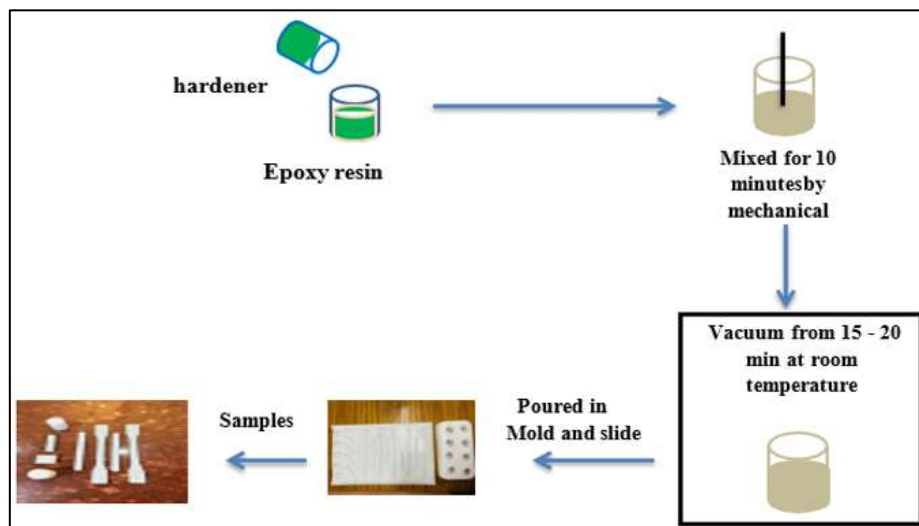 hardener
Epoxy resin
Mixed for 10
minutesby
mechanical
Vacuum from 15 - 20
min at room
temperature
Poured in
Mold and slide
Samples